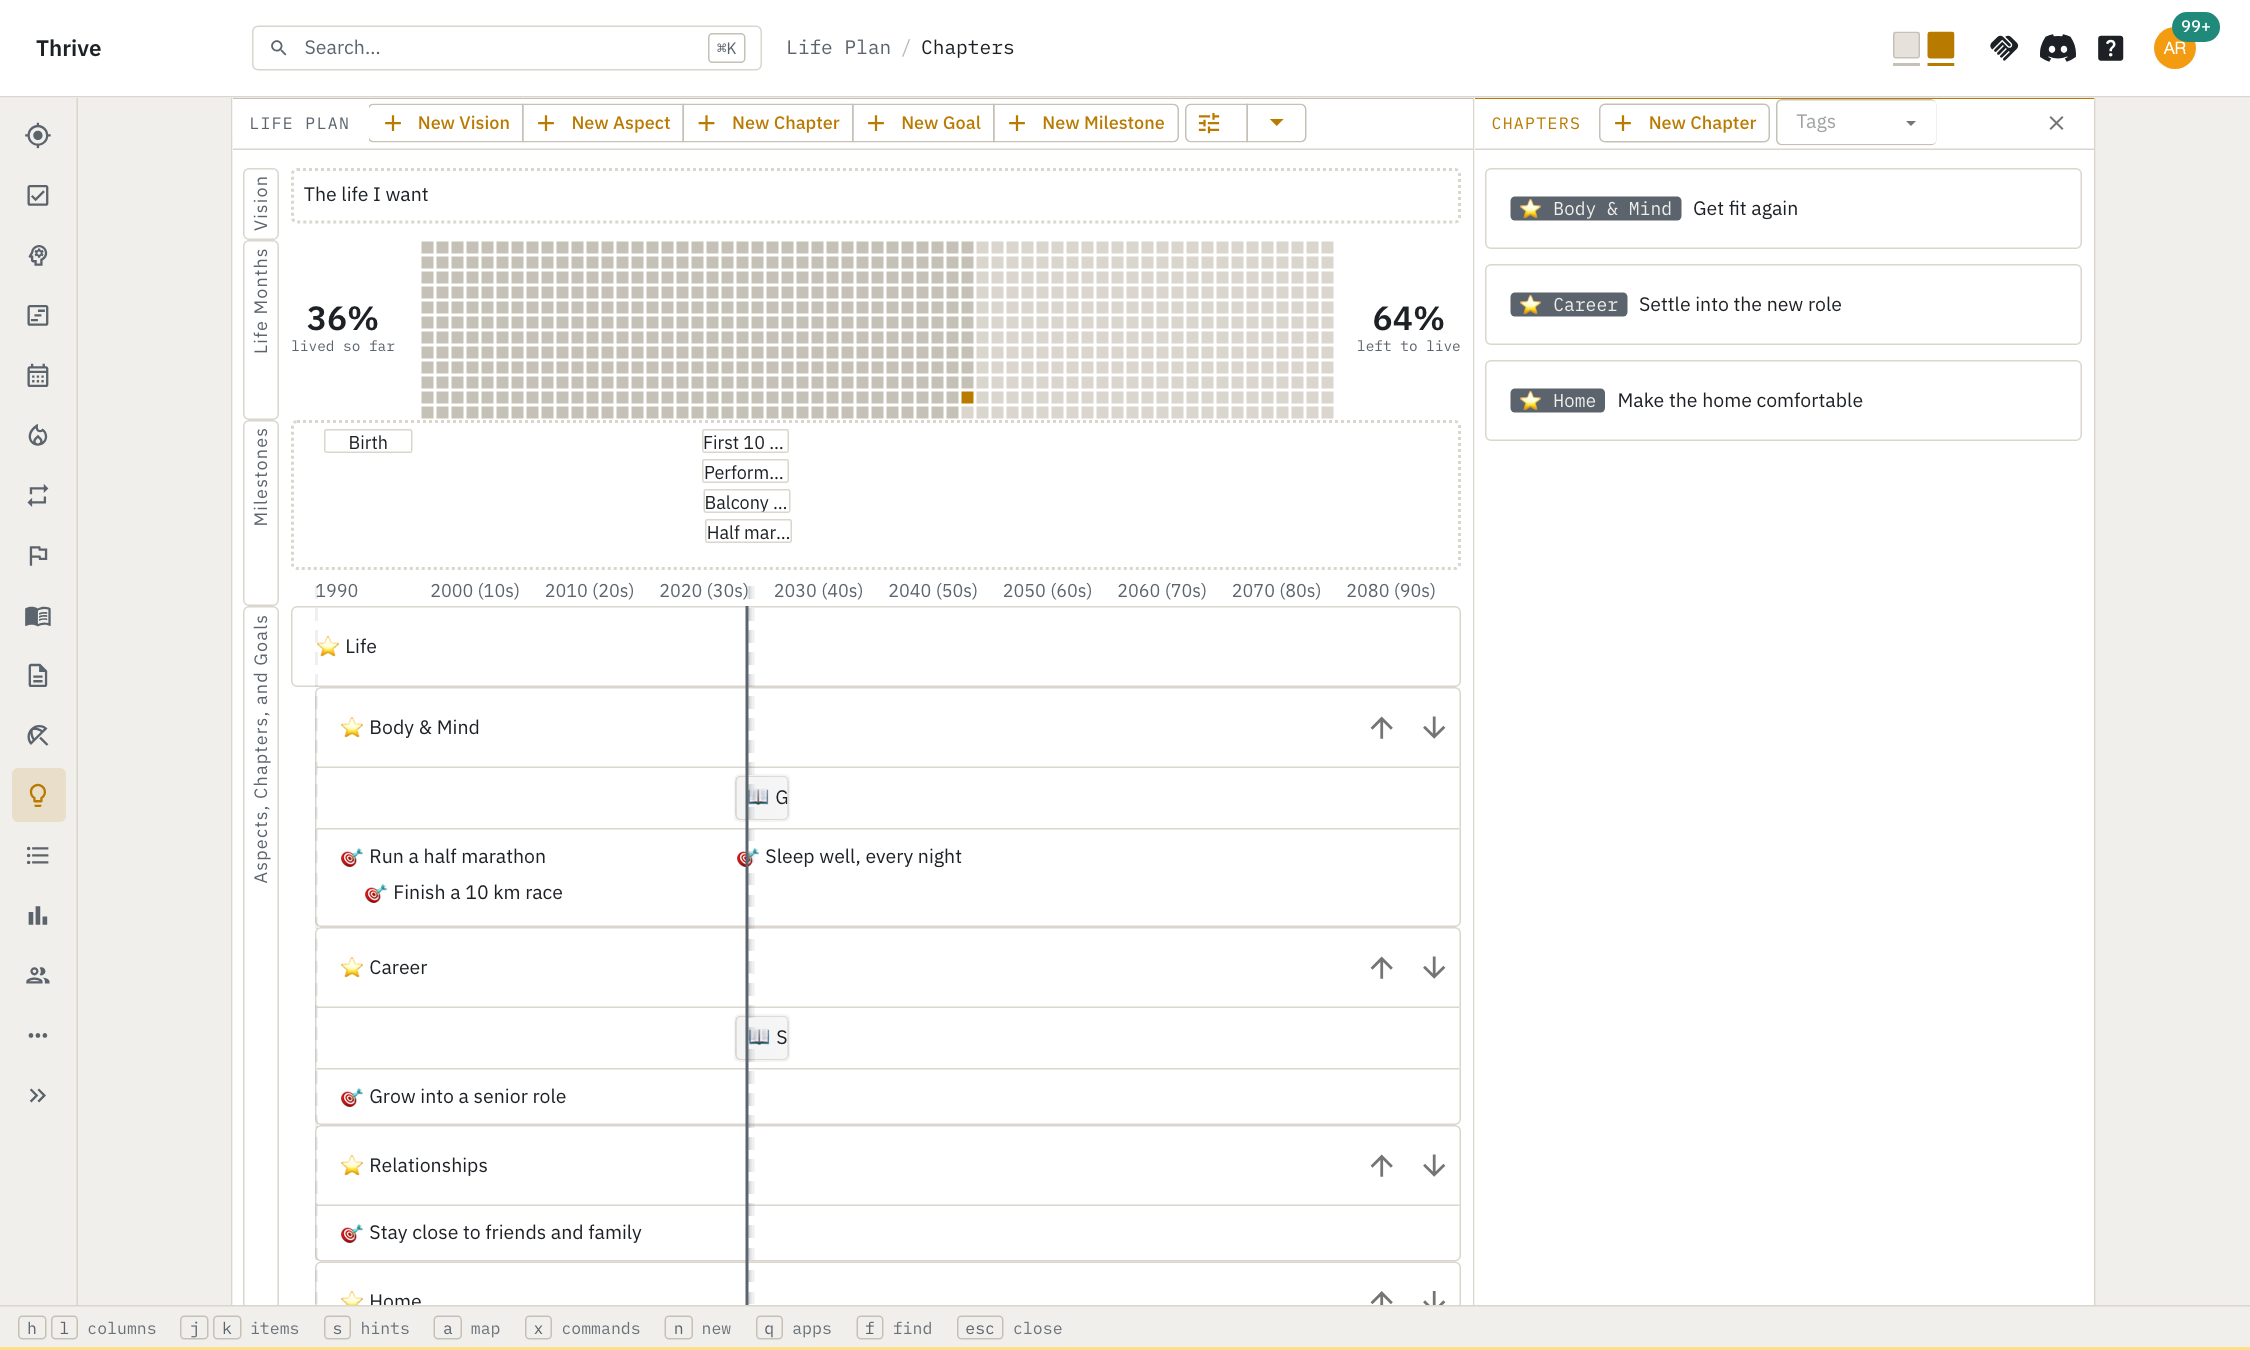 Thrive
Search...
⌘K
Life Plan / Chapters
99+
AR
LIFE PLAN
+ New Vision
+ New Aspect
+ New Chapter
+ New Goal
+ New Milestone
CHAPTERS
+ New Chapter
Tags
Vision
The life I want
Life Months
36%
lived so far
64%
left to live
Milestones
Birth
First 10 ...
Perform...
Balcony ...
Half mar...
1990
2000 (10s)
2010 (20s)
2020 (30s)
2030 (40s)
2040 (50s)
2050 (60s)
2060 (70s)
2070 (80s)
2080 (90s)
Aspects, Chapters, and Goals
Life
Body & Mind
G
Run a half marathon
Sleep well, every night
Finish a 10 km race
Career
S
Grow into a senior role
Relationships
Stay close to friends and family
Home
Body & Mind Get fit again
Career Settle into the new role
Home Make the home comfortable
h l columns j k items s hints a map x commands n new q apps f find esc close